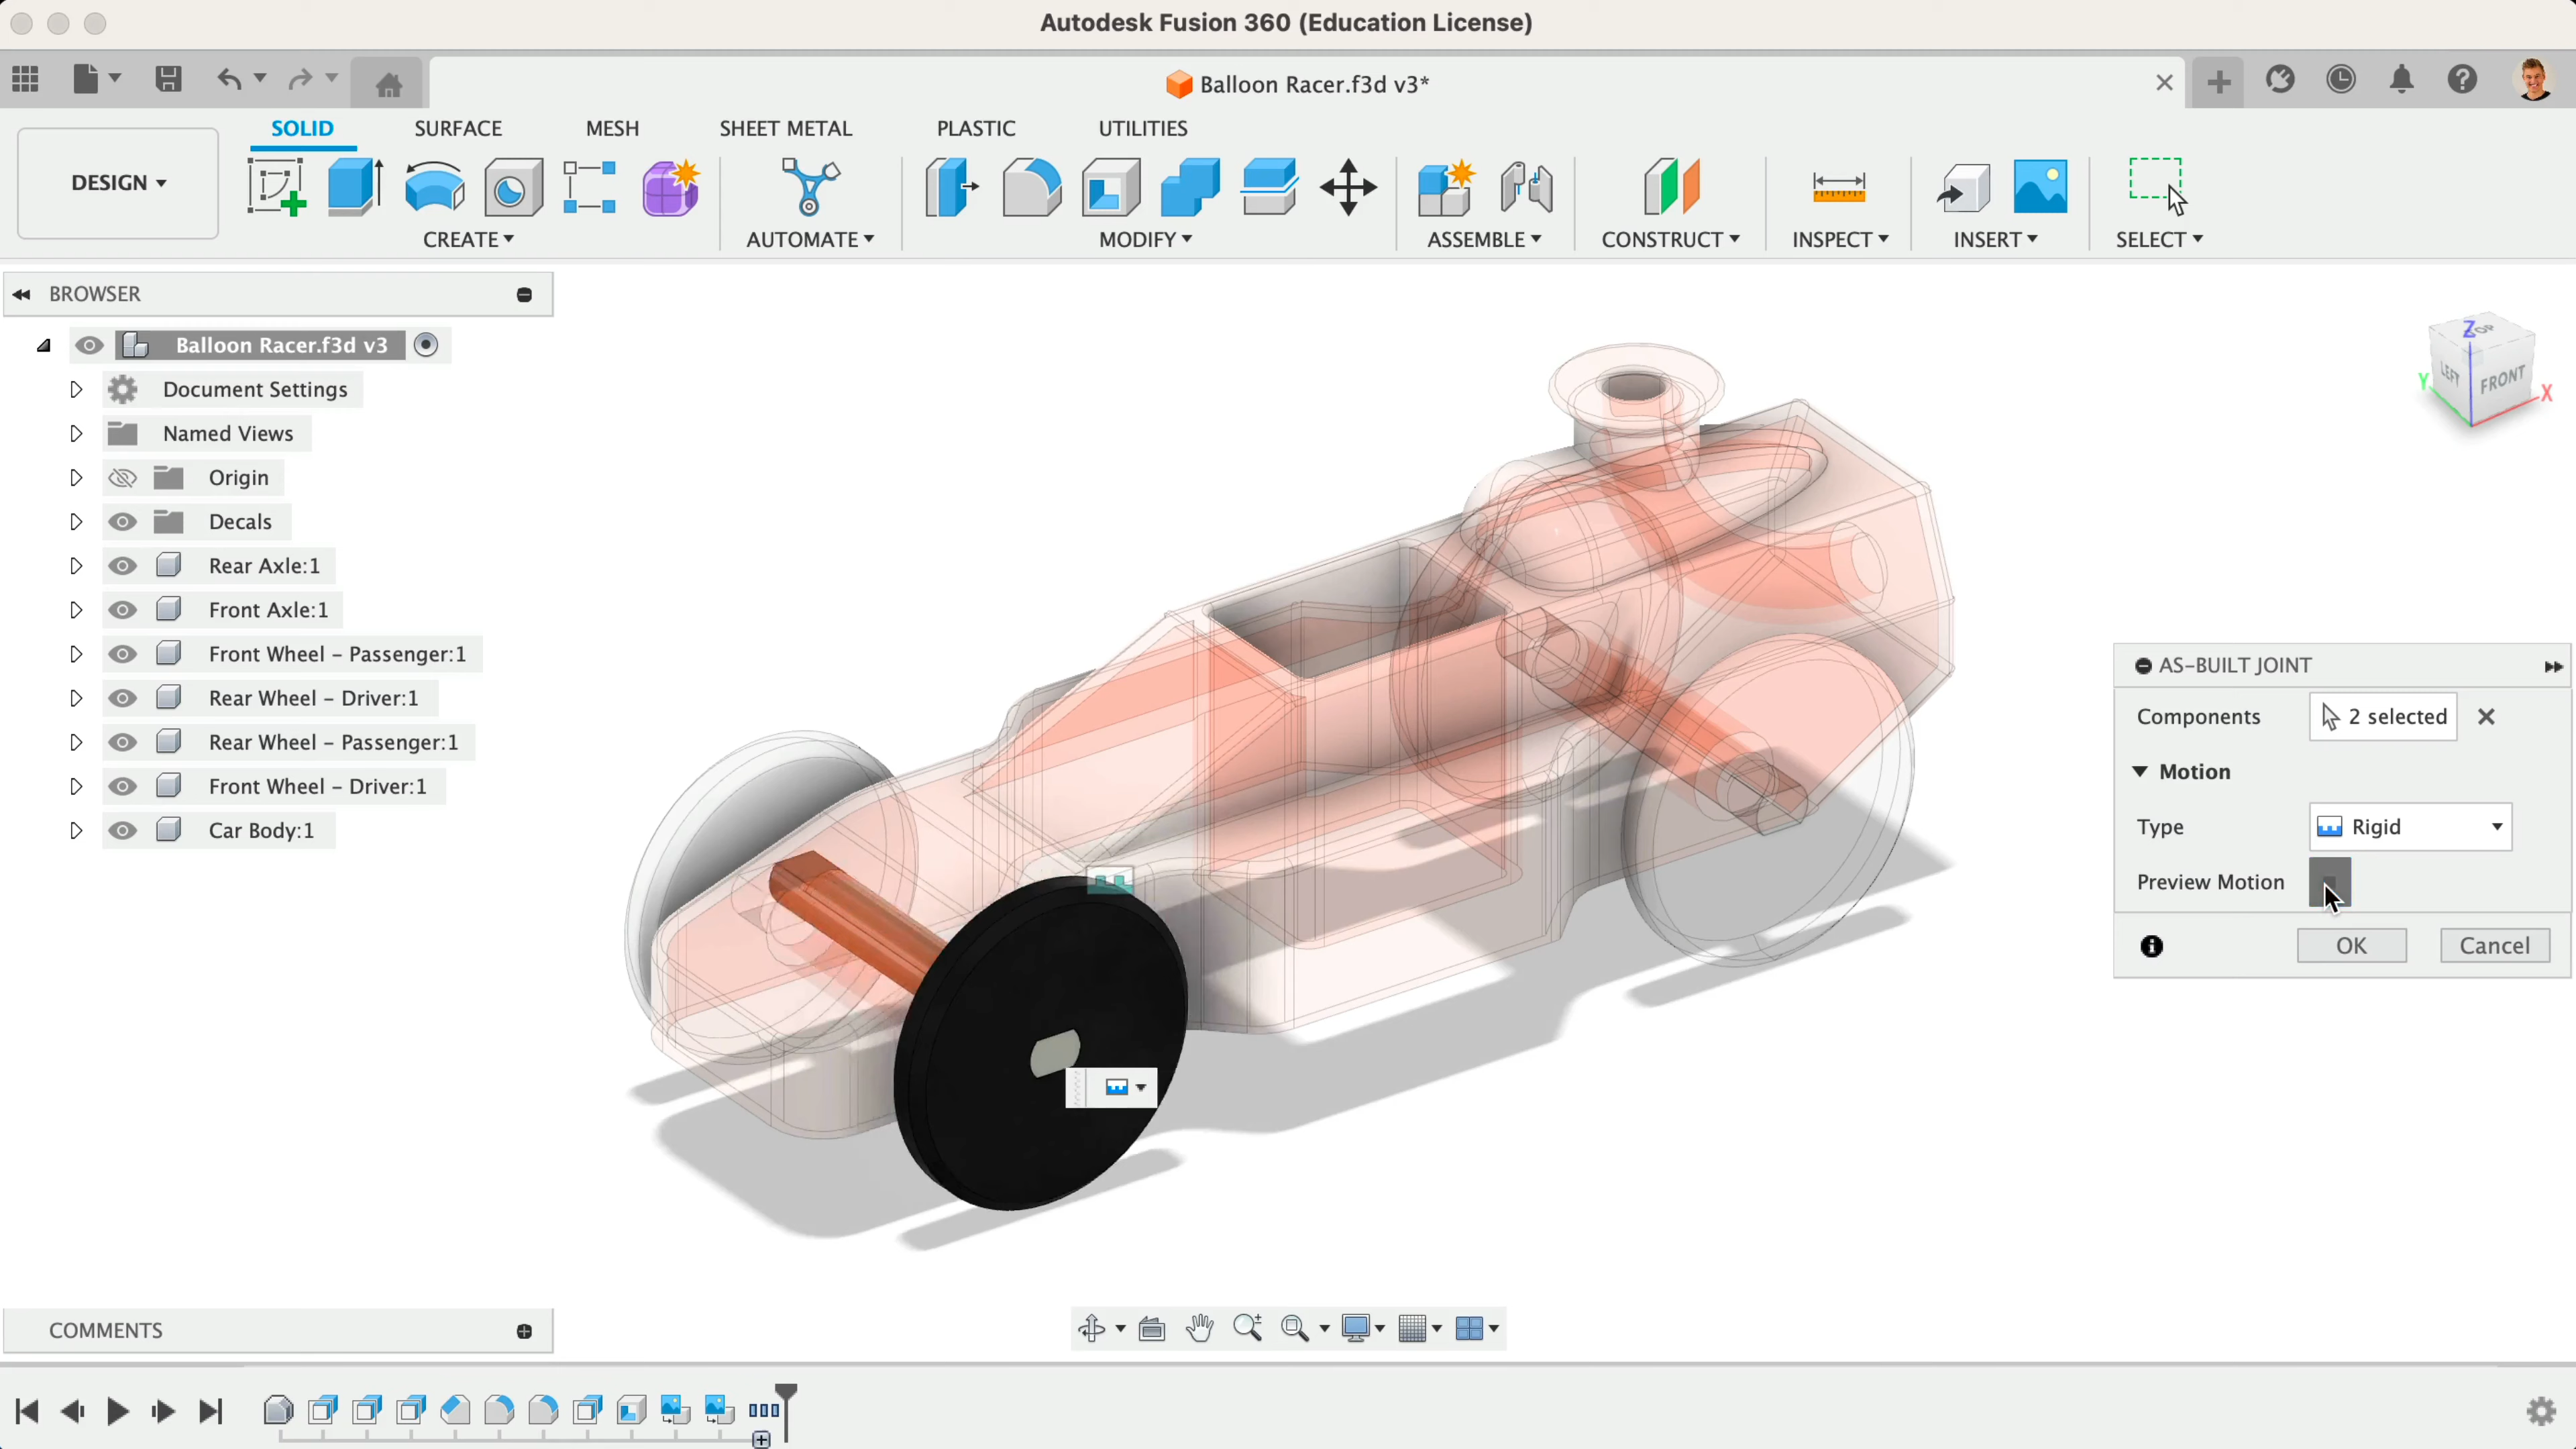 Autodesk Fusion 360 (Education License)
Balloon Racer.f3d v3*
SOLID SURFACE MESH SHEET METAL PLASTIC UTILITIES
DESIGN
CREATE AUTOMATE MODIFY ASSEMBLE CONSTRUCT INSPECT INSERT SELECT
BROWSER
Balloon Racer.f3d v3
Document Settings
Named Views
Origin
Decals
Rear Axle:1
Front Axle:1
Front Wheel – Passenger:1
Rear Wheel – Driver:1
Rear Wheel – Passenger:1
Front Wheel – Driver:1
Car Body:1
Z
TOP
LEFT
FRONT
Y
X
AS-BUILT JOINT
Components 2 selected
Motion
Type Rigid
Preview Motion
OK Cancel
COMMENTS